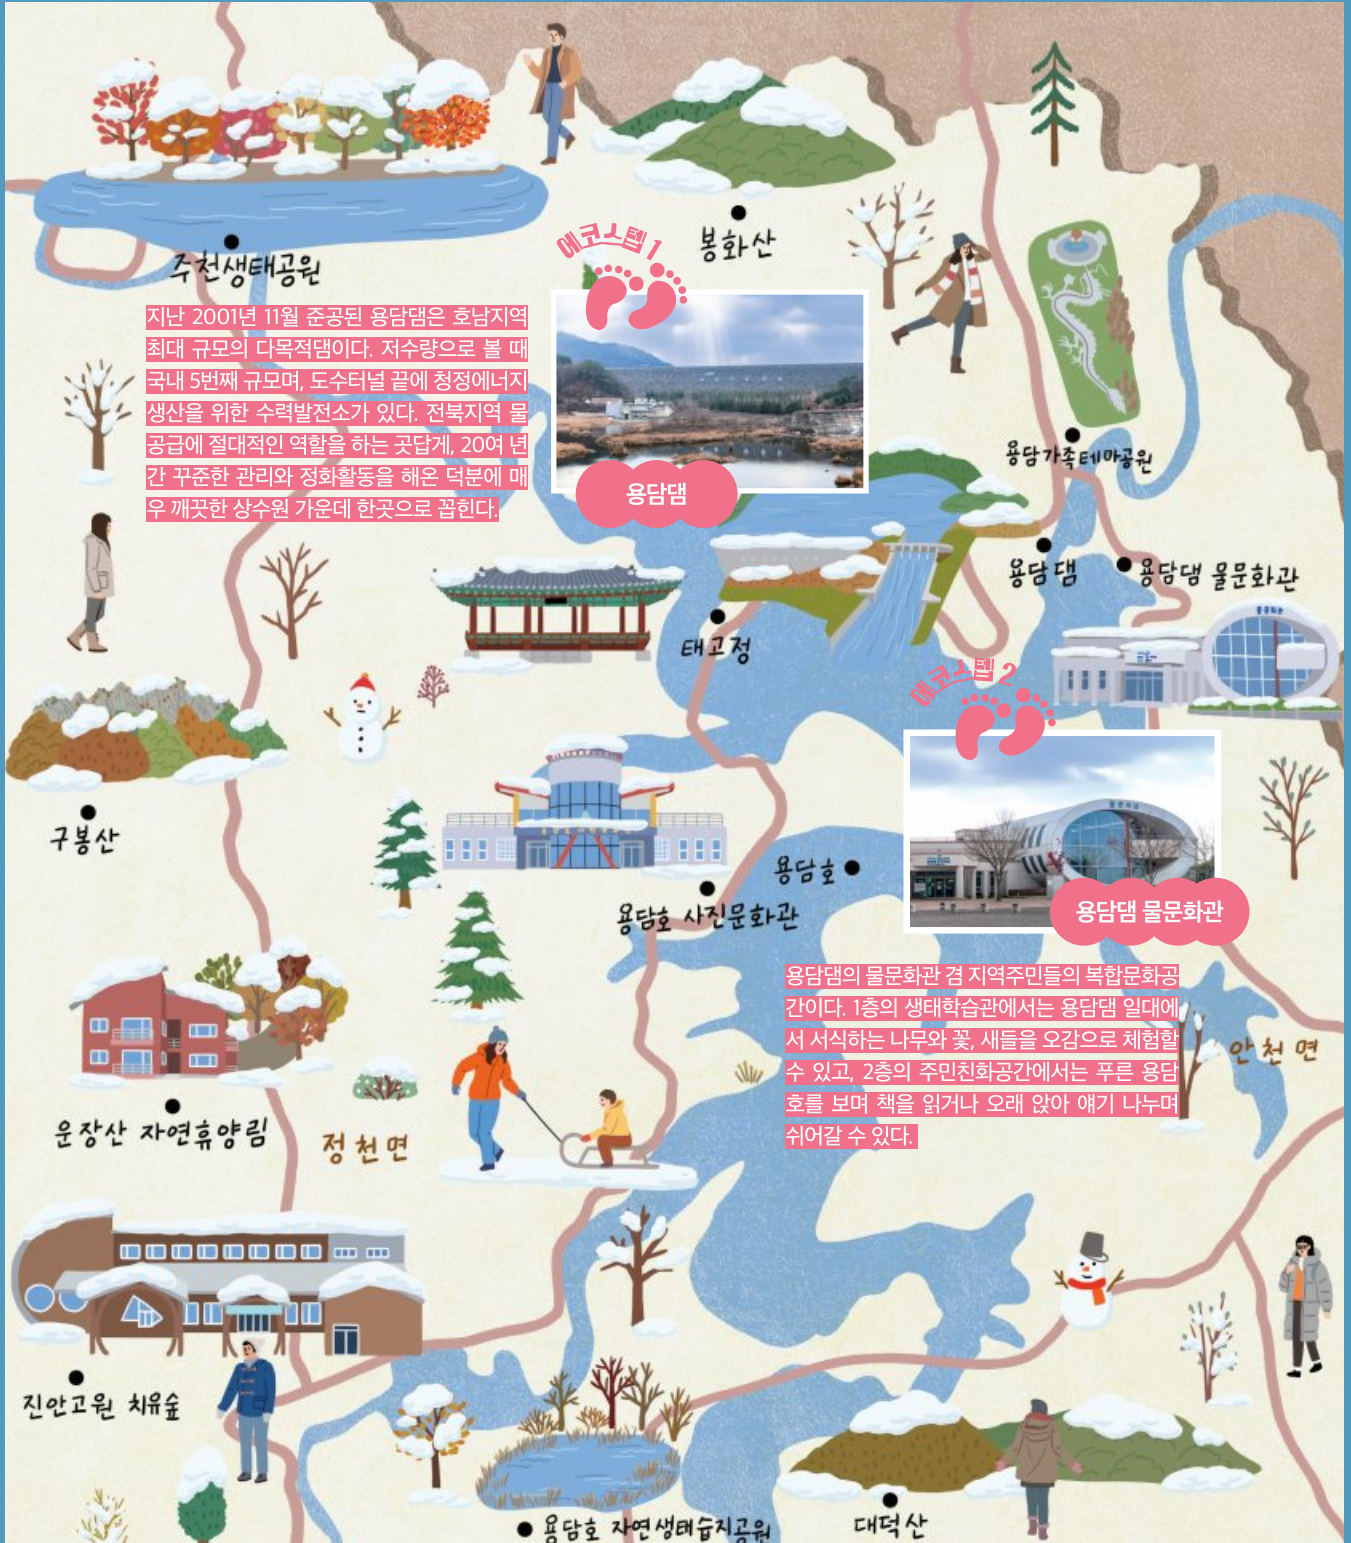 주천생태공원
봉화산
에코스텝 1
지난 2001년 11월 준공된 용담댐은 호남지역
최대 규모의 다목적댐이다. 저수량으로 볼 때
국내 5번째 규모며, 도수터널 끝에 청정에너지
생산을 위한 수력발전소가 있다. 전북지역 물
공급에 절대적인 역할을 하는 곳답게, 20여 년
간 꾸준한 관리와 정화활동을 해온 덕분에 매
우 깨끗한 상수원 가운데 한곳으로 꼽힌다.
용담댐
용담가족테마공원
용담댐
용담댐 물문화관
태고정
에코스텝 2
구봉산
용담호
용담호 사진문화관
용담댐 물문화관
용담댐의 물문화관 겸 지역주민들의 복합문화공
간이다. 1층의 생태학습관에서는 용담댐 일대에
서 서식하는 나무와 꽃, 새들을 오감으로 체험할
수 있고, 2층의 주민친화공간에서는 푸른 용담
호를 보며 책을 읽거나 오래 앉아 얘기 나누며
쉬어갈 수 있다.
안천면
운장산 자연휴양림
정천면
진안고원 치유숲
용담호 자연생태습지공원
대덕산